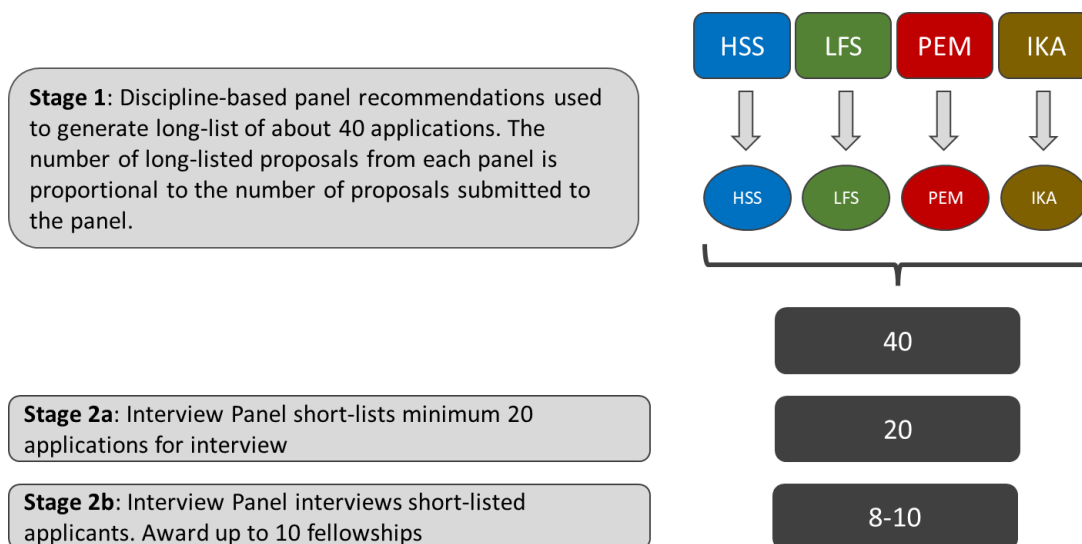 HSS LFS PEM IKA
Stage 1: Discipline-based panel recommendations used
to generate long-list of about 40 applications. The
number of long-listed proposals from each panel is
proportional to the number of proposals submitted to
the panel.
HSS LFS PEM IKA
40
Stage 2a: Interview Panel short-lists minimum 20
applications for interview
20
Stage 2b: Interview Panel interviews short-listed
applicants. Award up to 10 fellowships
8-10